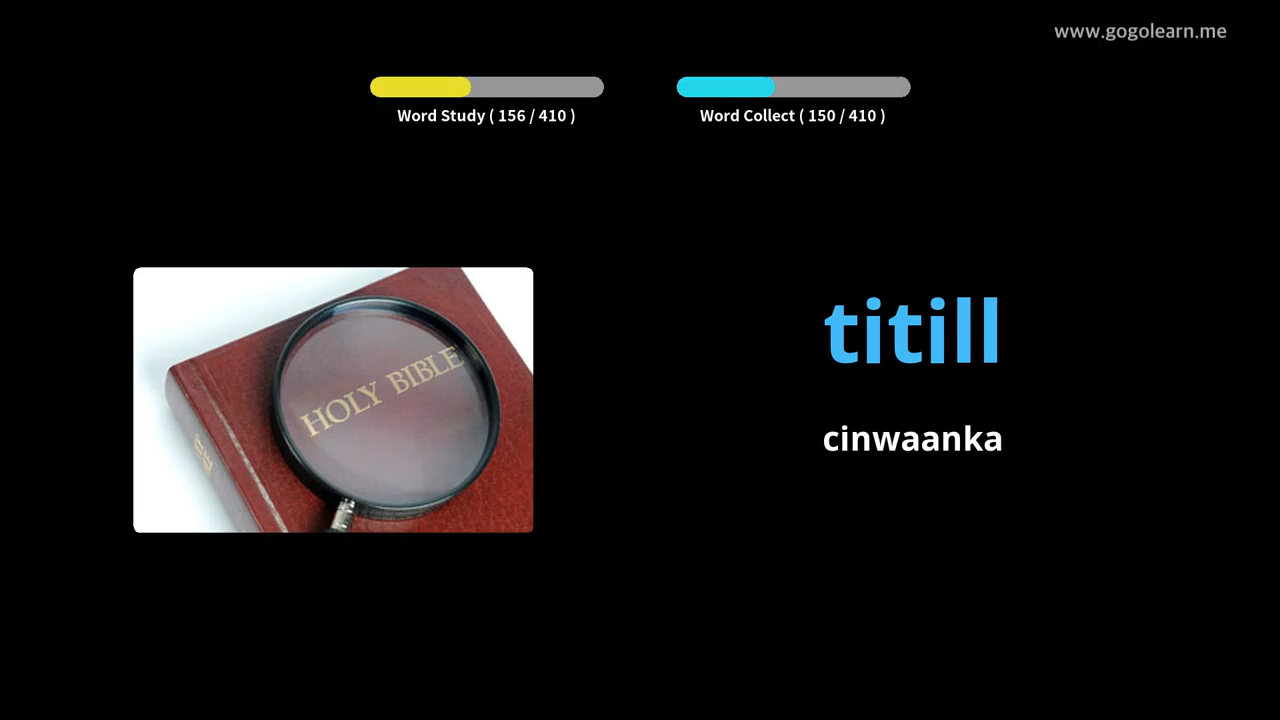 www.gogolearn.me
Word Study ( 156 / 410 )
Word Collect ( 150 / 410 )
HOLY BIBLE
titill
cinwaanka